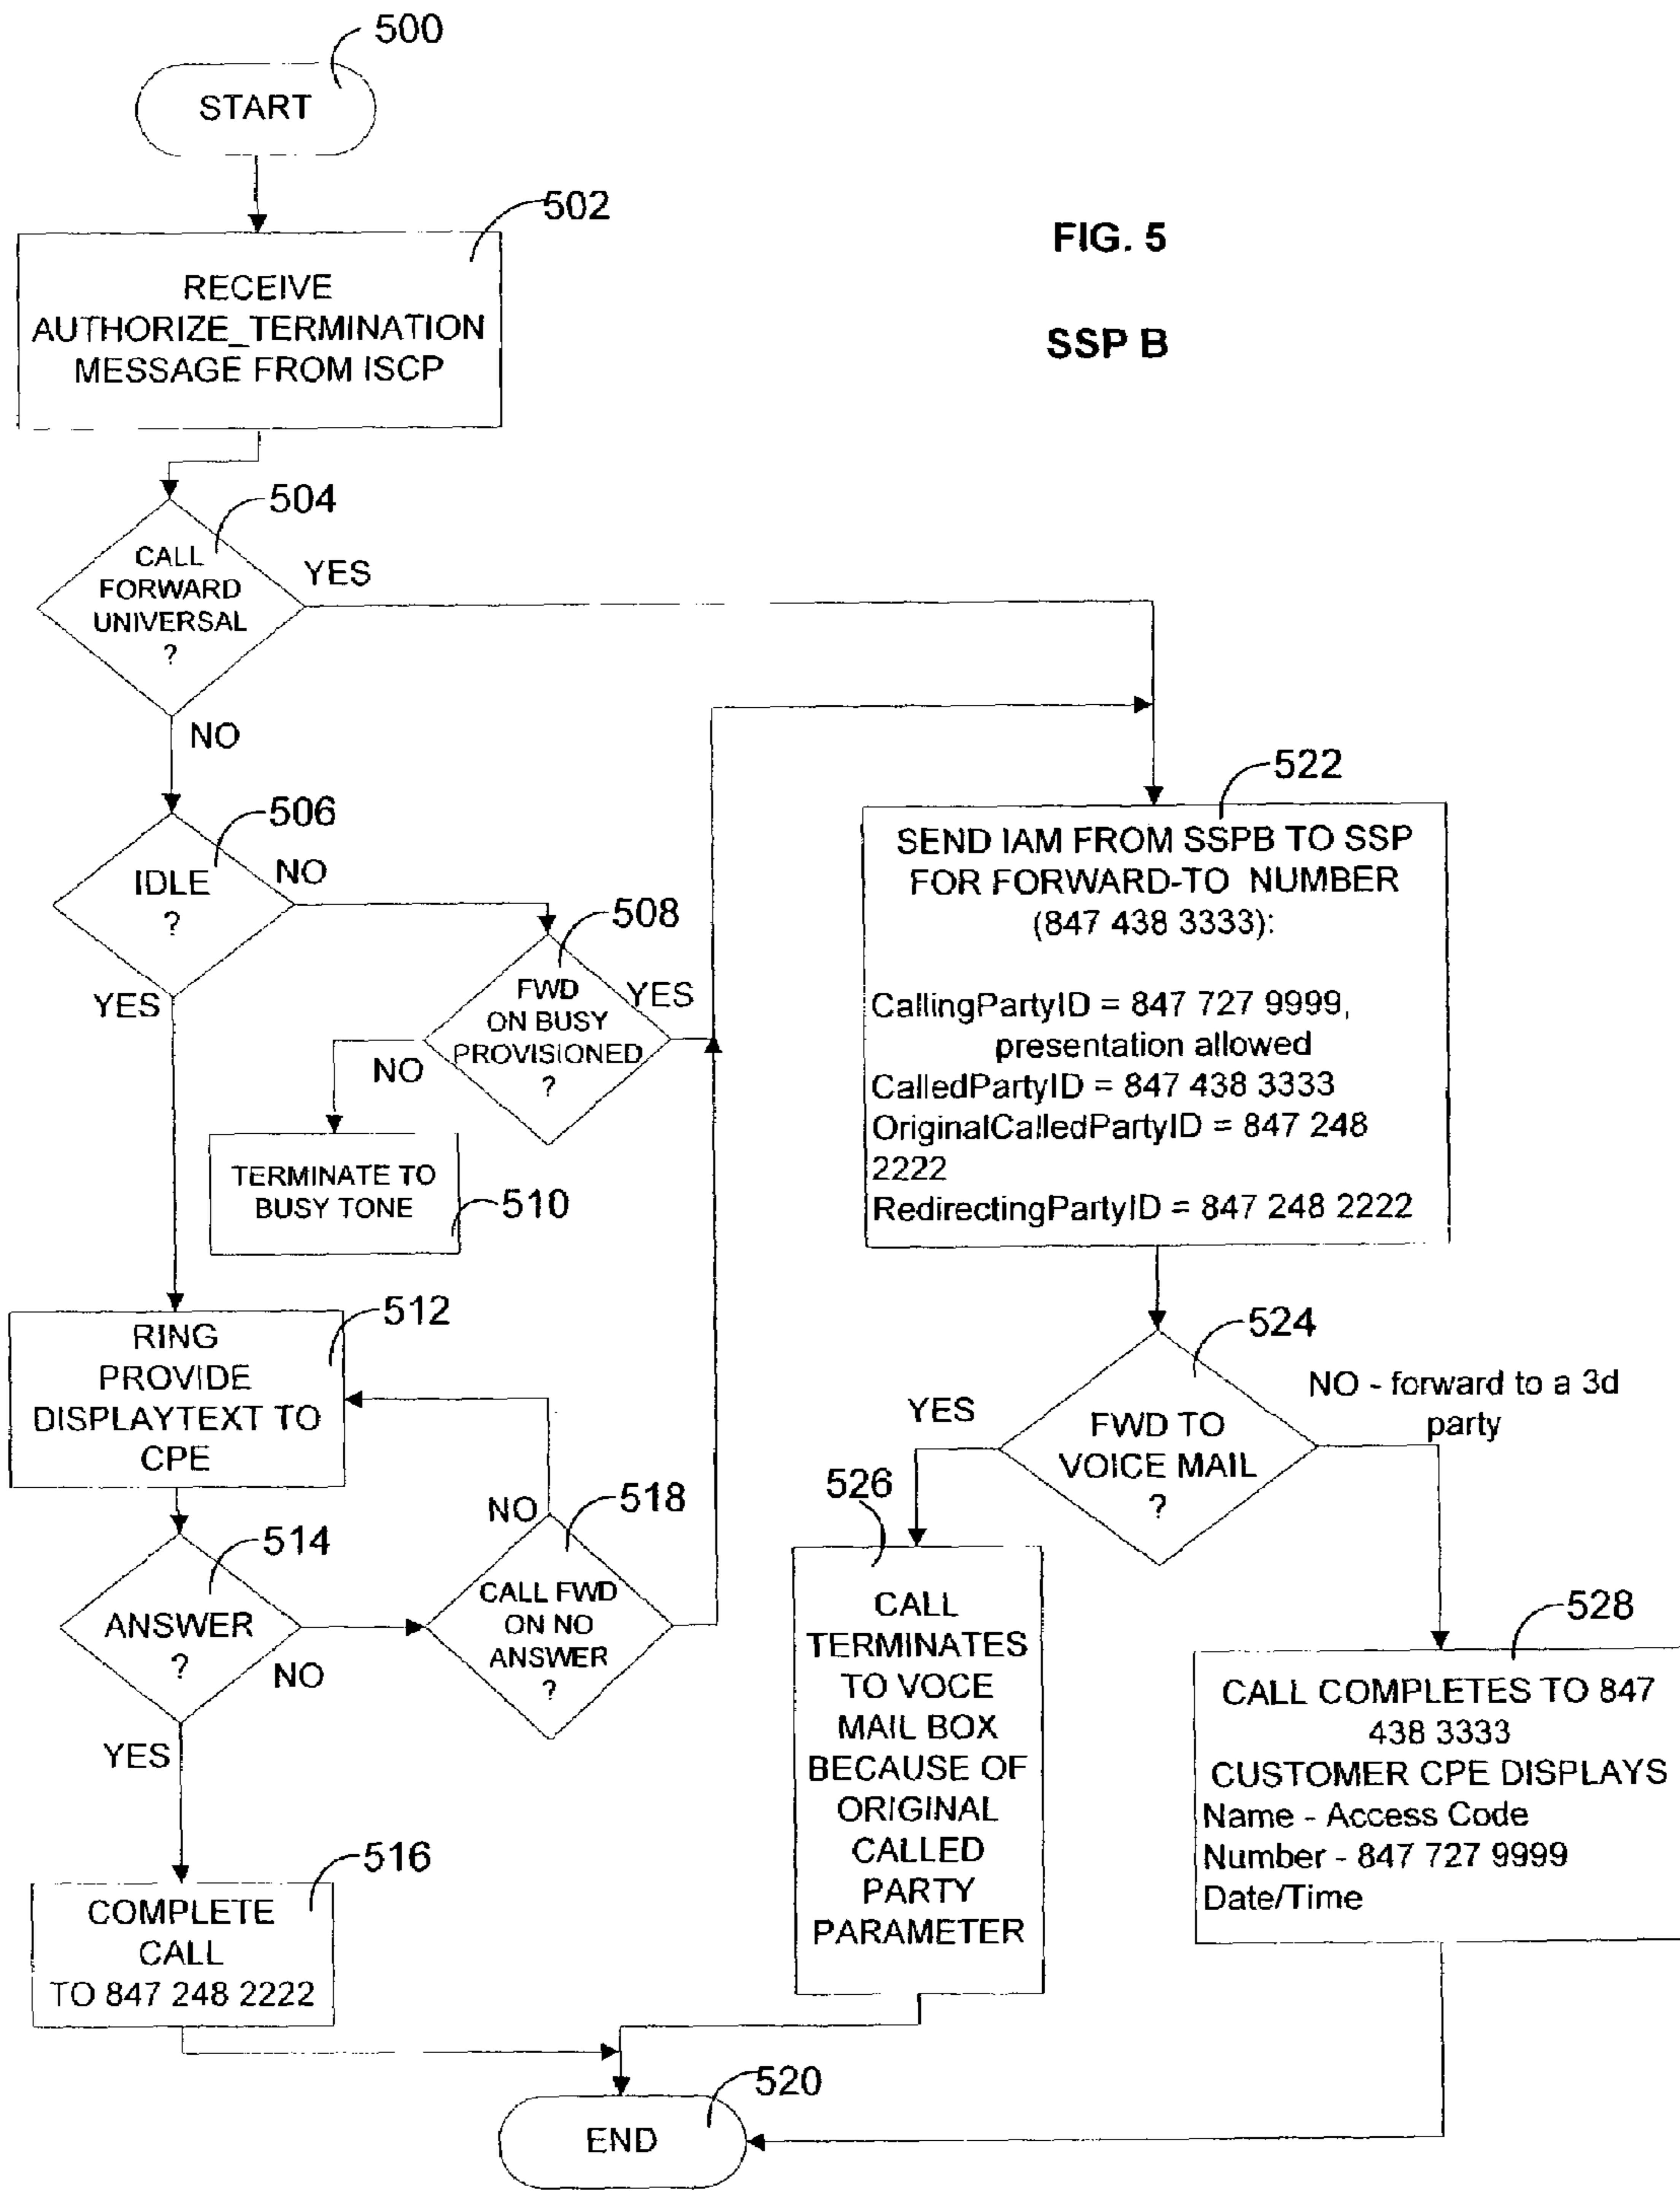 500
START
502
RECEIVE
AUTHORIZE_TERMINATION
MESSAGE FROM ISCP
FIG. 5
SSP B
504
CALL
FORWARD
UNIVERSAL
?
YES
NO
506
IDLE
?
NO
YES
508
FWD
ON BUSY
PROVISIONED
?
YES
NO
TERMINATE TO
BUSY TONE
510
512
RING
PROVIDE
DISPLAYTEXT TO
CPE
514
ANSWER
?
NO
YES
518
NO
CALL FWD
ON NO
ANSWER
?
516
COMPLETE
CALL
TO 847 248 2222
522
SEND IAM FROM SSPB TO SSP
FOR FORWARD-TO NUMBER
(847 438 3333):
CallingPartyID = 847 727 9999,
presentation allowed
CalledPartyID = 847 438 3333
OriginalCalledPartyID = 847 248
2222
RedirectingPartyID = 847 248 2222
524
FWD TO
VOICE MAIL
?
YES
NO - forward to a 3d
party
526
CALL
TERMINATES
TO VOCE
MAIL BOX
BECAUSE OF
ORIGINAL
CALLED
PARTY
PARAMETER
528
CALL COMPLETES TO 847
438 3333
CUSTOMER CPE DISPLAYS
Name - Access Code
Number - 847 727 9999
Date/Time
520
END